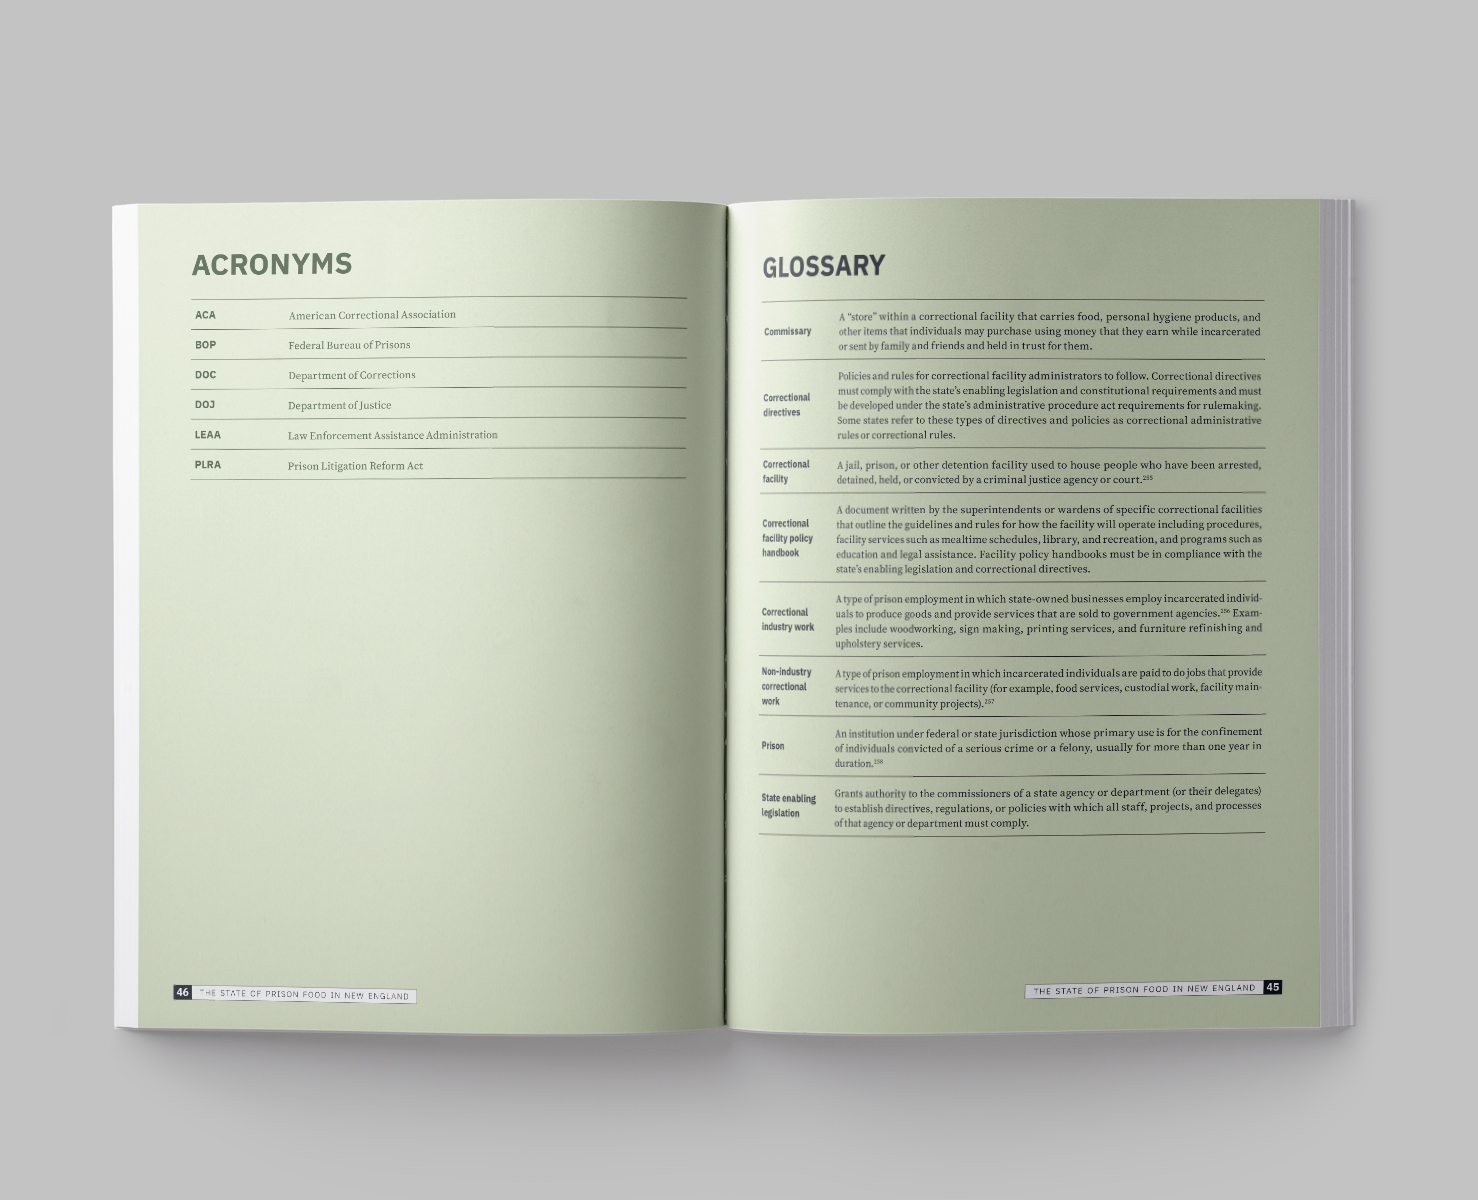 ACRONYMS
ACA American Correctional Association
BOP Federal Bureau of Prisons
DOC Department of Corrections
DOJ Department of Justice
LEAA Law Enforcement Assistance Administration
PLRA Prison Litigation Reform Act
46 THE STATE OF PRISON FOOD IN NEW ENGLAND
GLOSSARY
Commissary
A “store” within a correctional facility that carries food, personal hygiene products, and
other items that individuals may purchase using money that they earn while incarcerated
or sent by family and friends and held in trust for them.
Correctional
directives
Policies and rules for correctional facility administrators to follow. Correctional directives
must comply with the state’s enabling legislation and constitutional requirements and must
be developed under the state’s administrative procedure act requirements for rulemaking.
Some states refer to these types of directives and policies as correctional administrative
rules or correctional rules.
Correctional
facility
A jail, prison, or other detention facility used to house people who have been arrested,
detained, held, or convicted by a criminal justice agency or court.255
Correctional
facility policy
handbook
A document written by the superintendents or wardens of specific correctional facilities
that outline the guidelines and rules for how the facility will operate including procedures,
facility services such as mealtime schedules, library, and recreation, and programs such as
education and legal assistance. Facility policy handbooks must be in compliance with the
state’s enabling legislation and correctional directives.
Correctional
industry work
A type of prison employment in which state-owned businesses employ incarcerated individ-
uals to produce goods and provide services that are sold to government agencies.256 Exam-
ples include woodworking, sign making, printing services, and furniture refinishing and
upholstery services.
Non-industry
correctional
work
A type of prison employment in which incarcerated individuals are paid to do jobs that provide
services to the correctional facility (for example, food services, custodial work, facility main-
tenance, or community projects).257
Prison
An institution under federal or state jurisdiction whose primary use is for the confinement
of individuals convicted of a serious crime or a felony, usually for more than one year in
duration.258
State enabling
legislation
Grants authority to the commissioners of a state agency or department (or their delegates)
to establish directives, regulations, or policies with which all staff, projects, and processes
of that agency or department must comply.
THE STATE OF PRISON FOOD IN NEW ENGLAND 45